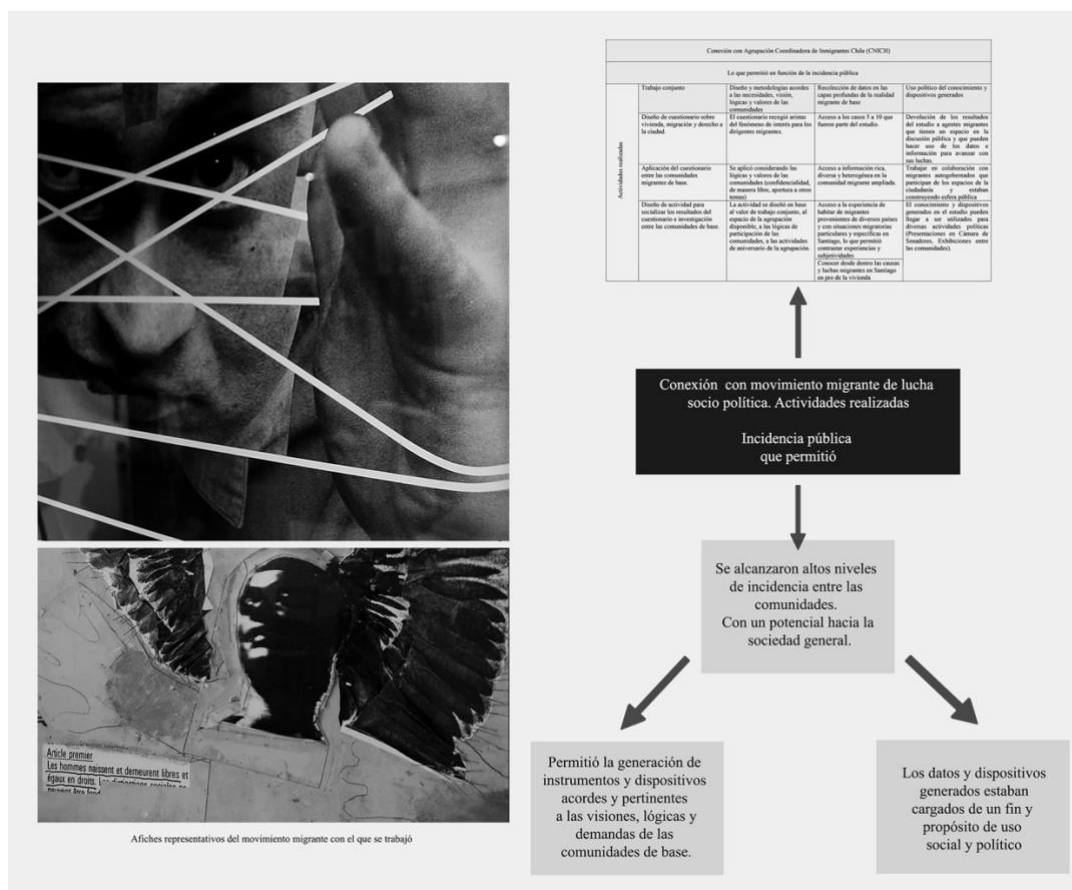 Conexión con Agrupación Coordinadora de Inmigrantes Chile (CNICH)
Lo que permitió en función de la incidencia pública
Actividades realizadas
Trabajo conjunto
Diseño y metodologías acordes
a las necesidades, visión,
lógicas y valores de las
comunidades
Recolección de datos en las
capas profundas de la realidad
migrante de base
Uso político del conocimiento y
dispositivos generados
Diseño de cuestionario sobre
vivienda, migración y derecho a
la ciudad.
El cuestionario recogió aristas
del fenómeno de interés para los
dirigentes migrantes.
Acceso a los casos 5 a 10 que
fueron parte del estudio.
Devolución de los resultados
del estudio a agentes migrantes
que tienen un espacio en la
discusión pública y que pueden
hacer uso de los datos e
información para avanzar con
sus luchas.
Aplicación del cuestionario
entre las comunidades
migrantes de base.
Se aplicó considerando las
lógicas y valores de las
comunidades (confidencialidad,
de manera libre, apertura a otros
temas)
Acceso a información rica,
diversa y heterogénea en la
comunidad migrante ampliada.
Trabajar en colaboración con
migrantes autogobernados que
participan de los espacios de la
ciudadanía y estaban
construyendo esfera pública
Diseño de actividad para
socializar los resultados del
cuestionario e investigación
entre las comunidades de base.
La actividad se diseñó en base
al valor de trabajo conjunto, al
espacio de la agrupación
disponible, a las lógicas de
participación de las
comunidades, a las actividades
de aniversario de la agrupación.
Acceso a la experiencia de
habitar de migrantes
provenientes de diversos países
y con situaciones migratorias
particulares y específicas en
Santiago, lo que permitió
contrastar experiencias y
subjetividades
Conocer desde dentro las causas
y luchas migrantes en Santiago
en pro de la vivienda
El conocimiento y dispositivos
generados en el estudio pueden
llegar a ser utilizados para
diversas actividades políticas
(Presentaciones en Cámara de
Senadores, Exhibiciones entre
las comunidades)
Conexión con movimiento migrante de lucha
socio política. Actividades realizadas
Incidencia pública
que permitió
Se alcanzaron altos niveles
de incidencia entre las
comunidades.
Con un potencial hacia la
sociedad general.
Permitió la generación de
instrumentos y dispositivos
acordes y pertinentes
a las visiones, lógicas y
demandas de las
comunidades de base.
Los datos y dispositivos
generados estaban
cargados de un fin y
propósito de uso
social y político
Article premier
Les hommes naissent et demeurent libres et
égaux en droits.
Afiches representativos del movimiento migrante con el que se trabajó